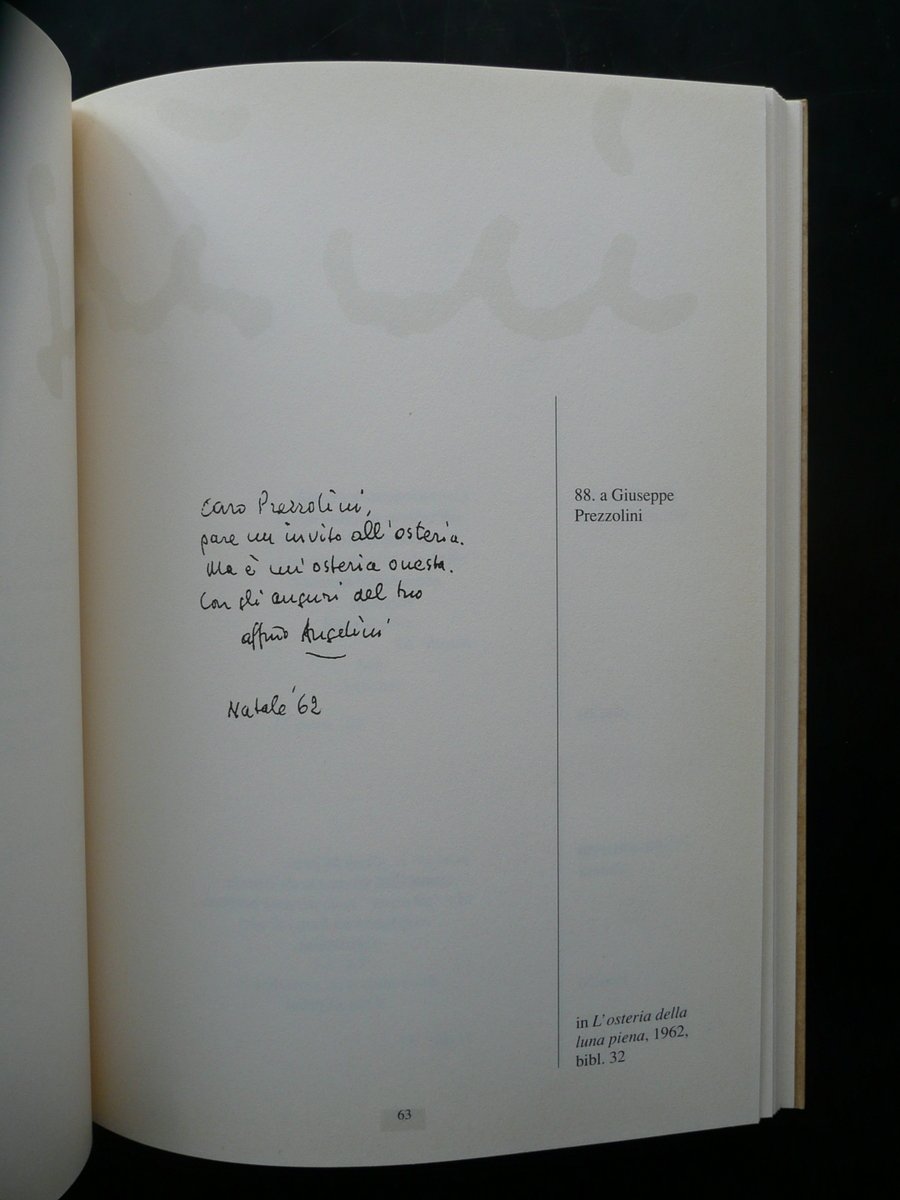 Caro Prezzolini,
pare un invito all'osteria.
Ma è un'osteria onesta.
Con gli auguri del tuo
affmo Angelini
Natale '62
88. a Giuseppe
Prezzolini
in L'osteria della
luna piena, 1962,
bibl. 32
63